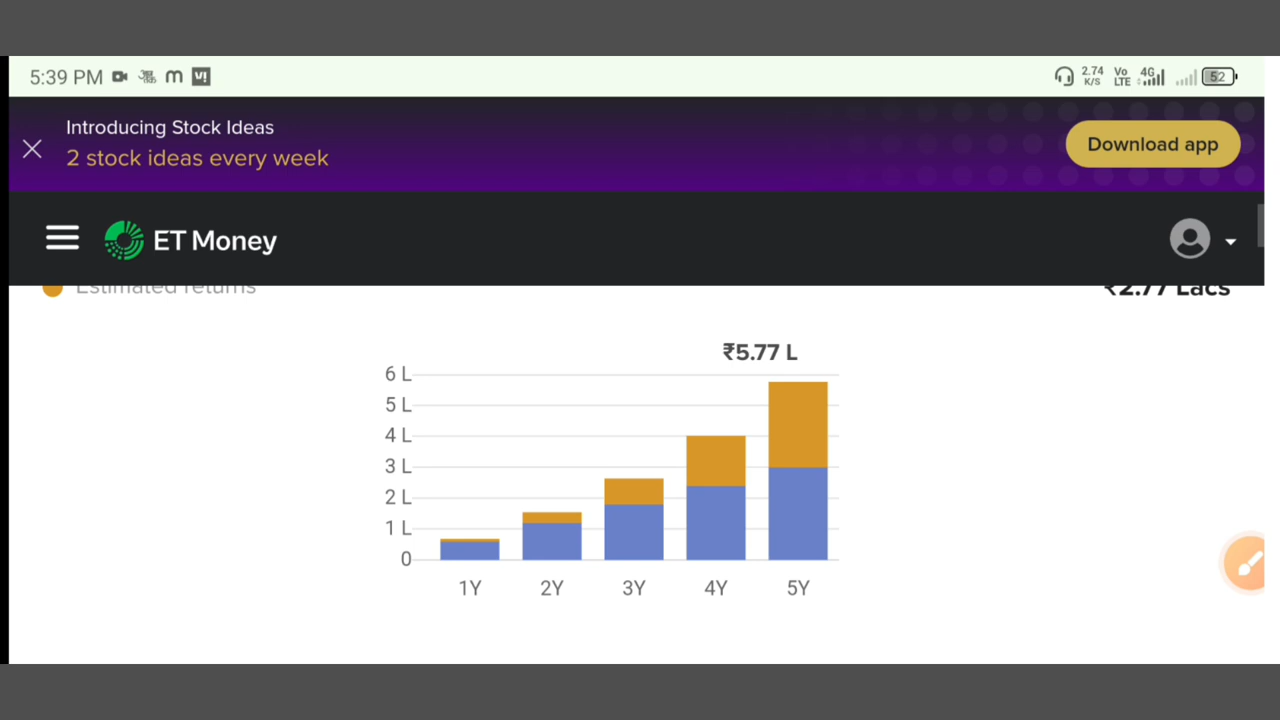 5:39 PM m V! 2.74 K/S Vo LTE 4G 52
Introducing Stock Ideas
2 stock ideas every week
Download app
ET Money
Estimated returns ₹2.77 Lacs
₹5.77 L
6 L
5 L
4 L
3 L
2 L
1 L
0
1Y 2Y 3Y 4Y 5Y